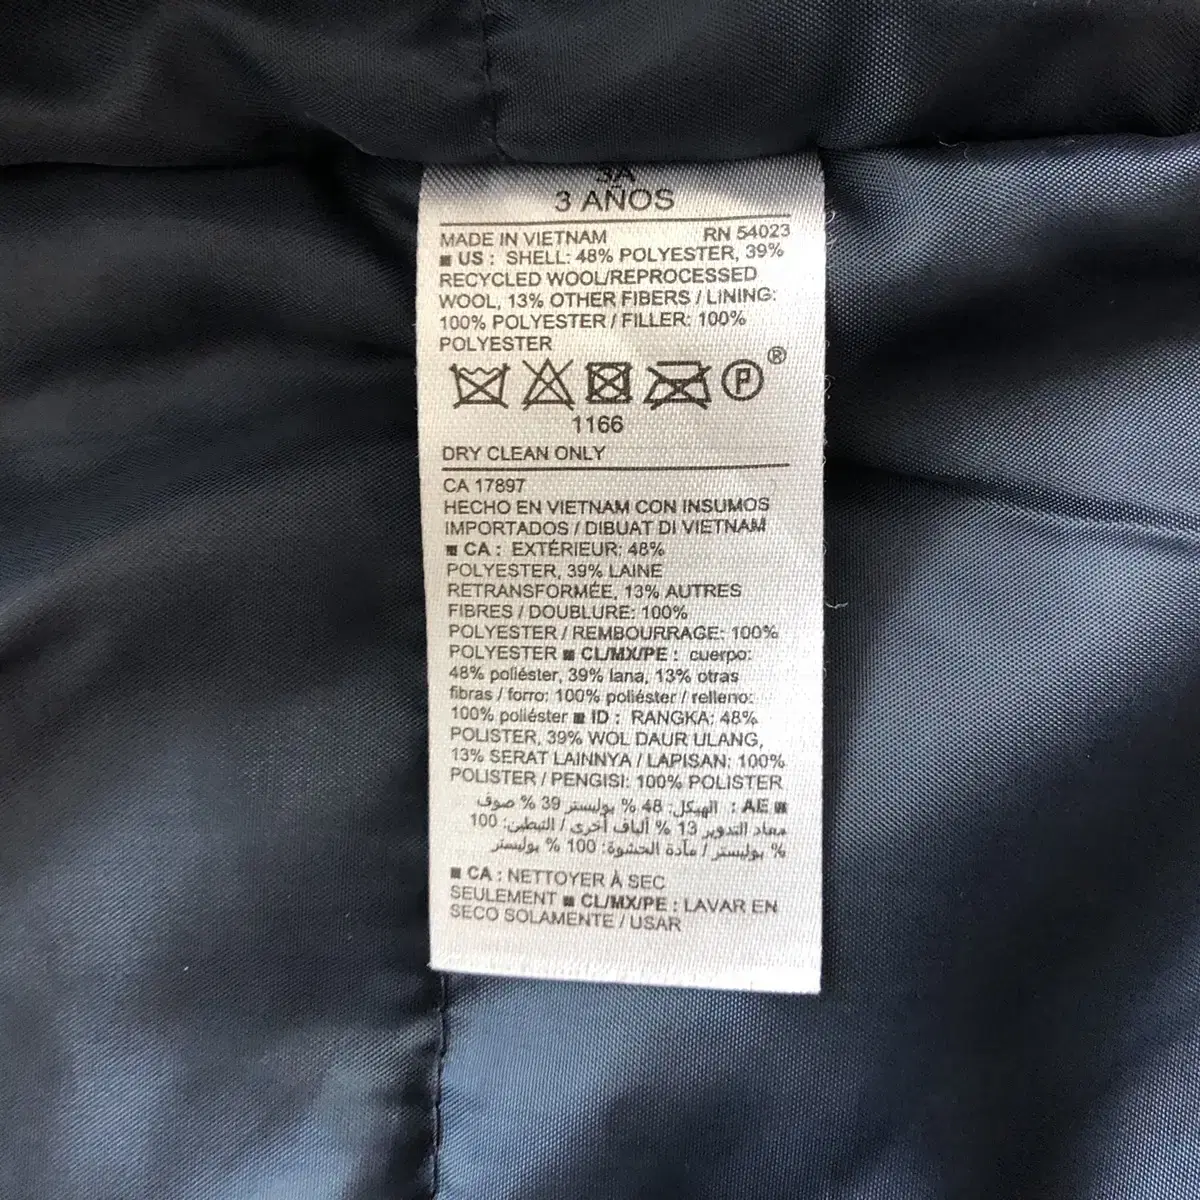 3A
3 AÑOS
MADE IN VIETNAM RN 54023
■ US : SHELL: 48% POLYESTER, 39%
RECYCLED WOOL/REPROCESSED
WOOL, 13% OTHER FIBERS / LINING:
100% POLYESTER / FILLER: 100%
POLYESTER
P ®
1166
DRY CLEAN ONLY
CA 17897
HECHO EN VIETNAM CON INSUMOS
IMPORTADOS / DIBUAT DI VIETNAM
■ CA : EXTÉRIEUR: 48%
POLYESTER, 39% LAINE
RETRANSFORMÉE, 13% AUTRES
FIBRES / DOUBLURE: 100%
POLYESTER / REMBOURRAGE: 100%
POLYESTER ■ CL/MX/PE : cuerpo:
48% poliéster, 39% lana, 13% otras
fibras / forro: 100% poliéster / relleno:
100% poliéster ■ ID : RANGKA: 48%
POLISTER, 39% WOL DAUR ULANG,
13% SERAT LAINNYA / LAPISAN: 100%
POLISTER / PENGISI: 100% POLISTER
■ AE : الهيكل: 48 % بوليستر 39 % صوف
معاد التدوير 13 % ألياف أخرى / التبطين: 100
% بوليستر / مادة الحشوة: 100 % بوليستر
■ CA : NETTOYER À SEC
SEULEMENT ■ CL/MX/PE : LAVAR EN
SECO SOLAMENTE / USAR